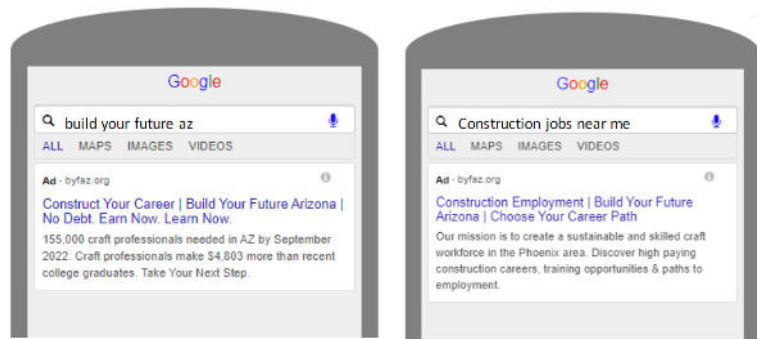 Google
build your future az
ALL MAPS IMAGES VIDEOS
Ad · byfaz.org
Construct Your Career | Build Your Future Arizona |
No Debt. Earn Now. Learn Now.
155,000 craft professionals needed in AZ by September
2022. Craft professionals make $4,803 more than recent
college graduates. Take Your Next Step.
Google
Construction jobs near me
ALL MAPS IMAGES VIDEOS
Ad · byfaz.org
Construction Employment | Build Your Future
Arizona | Choose Your Career Path
Our mission is to create a sustainable and skilled craft
workforce in the Phoenix area. Discover high paying
construction careers, training opportunities & paths to
employment.